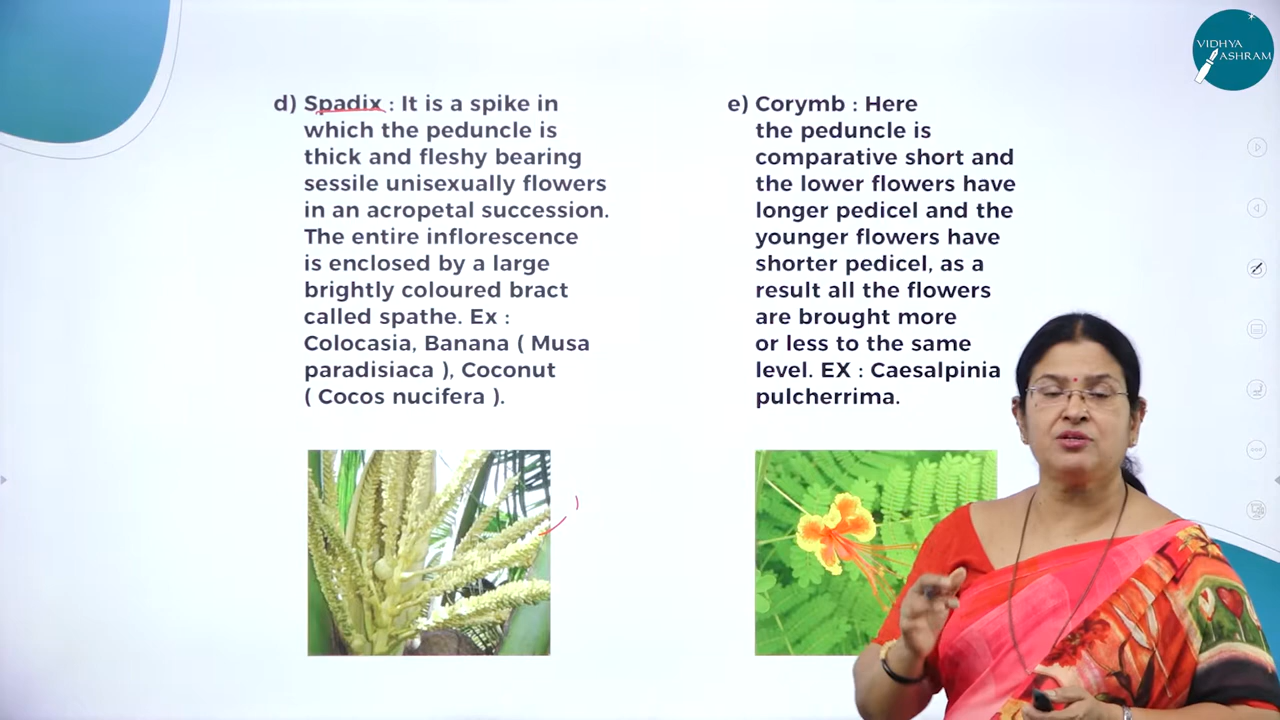 VIDHYA
ASHRAM
d) Spadix : It is a spike in
which the peduncle is
thick and fleshy bearing
sessile unisexually flowers
in an acropetal succession.
The entire inflorescence
is enclosed by a large
brightly coloured bract
called spathe. Ex :
Colocasia, Banana ( Musa
paradisiaca ), Coconut
( Cocos nucifera ).
e) Corymb : Here
the peduncle is
comparative short and
the lower flowers have
longer pedicel and the
younger flowers have
shorter pedicel, as a
result all the flowers
are brought more
or less to the same
level. EX : Caesalpinia
pulcherrima.